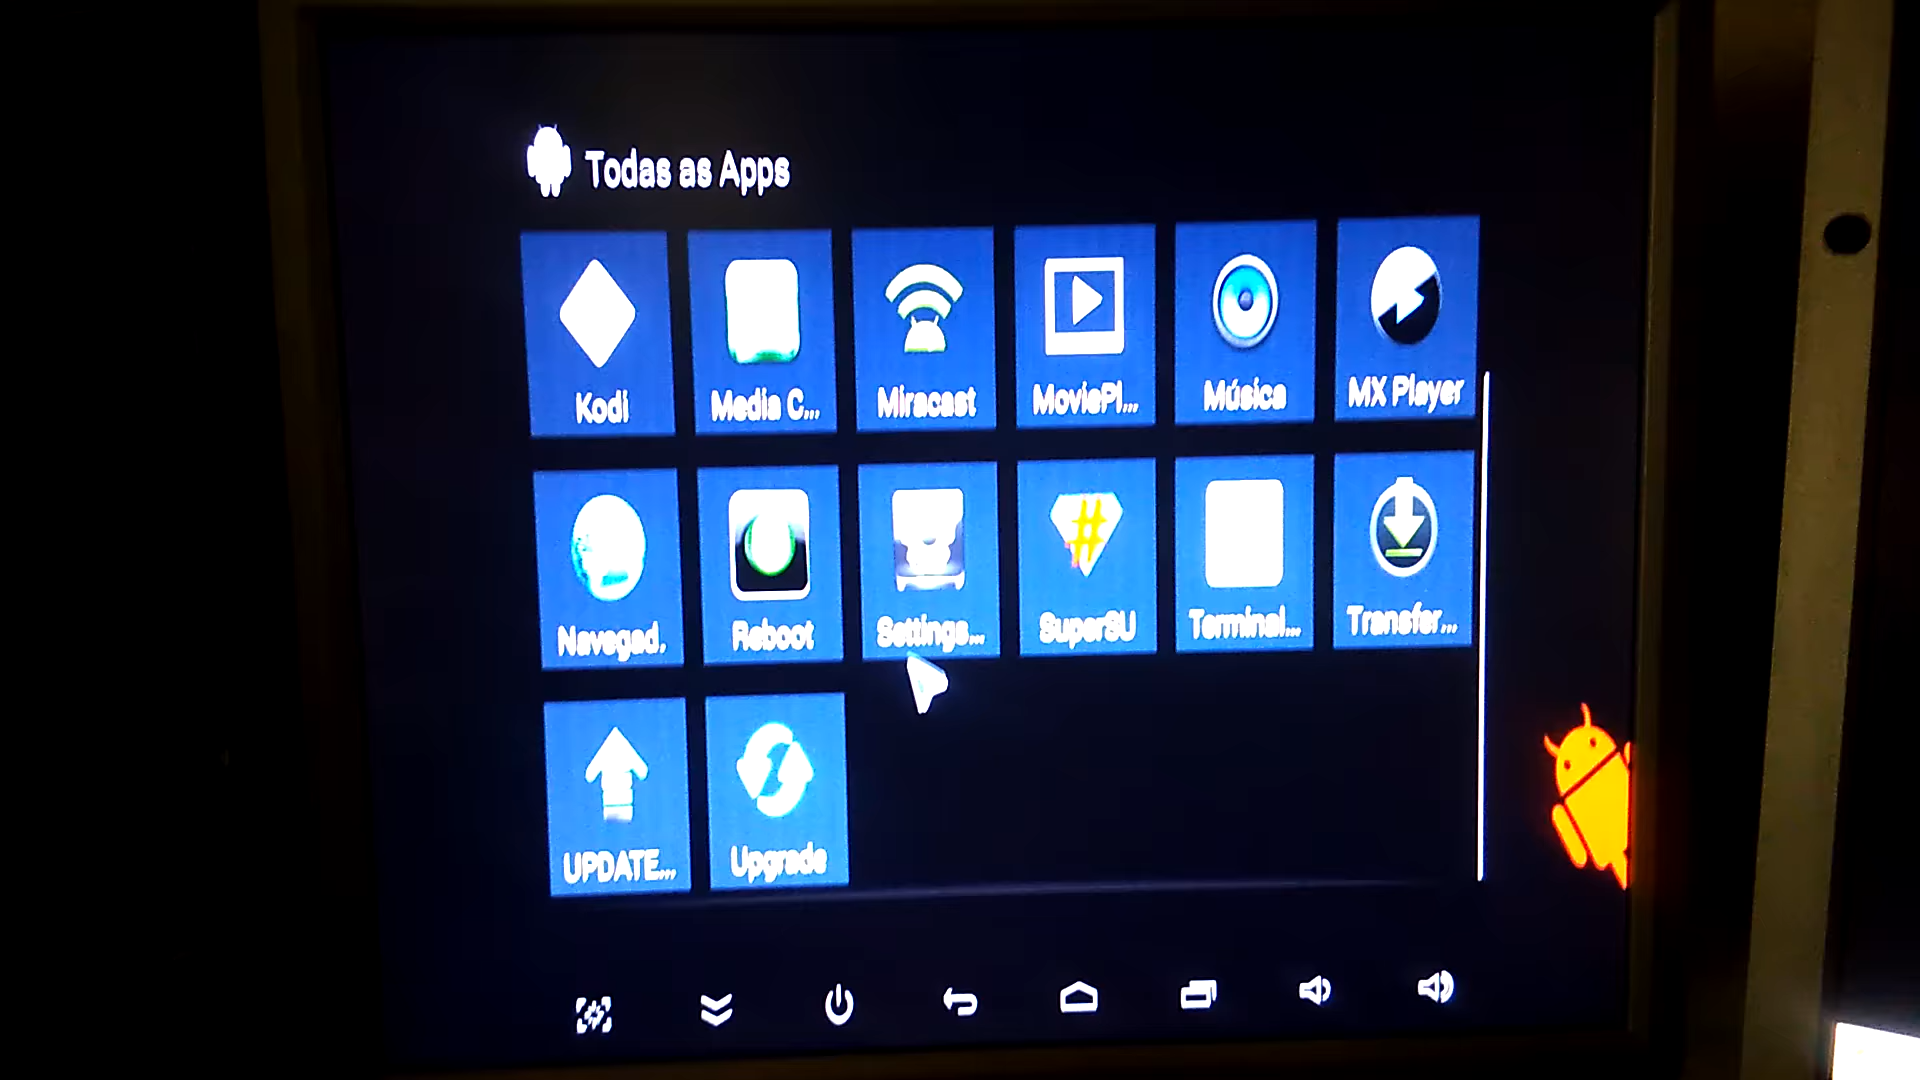 Todas as Apps
Kodi
Media C...
Miracast
MoviePl...
Música
MX Player
Navegad.
Reboot
Settings...
SuperSU
Terminal...
Transfer...
UPDATE...
Upgrade